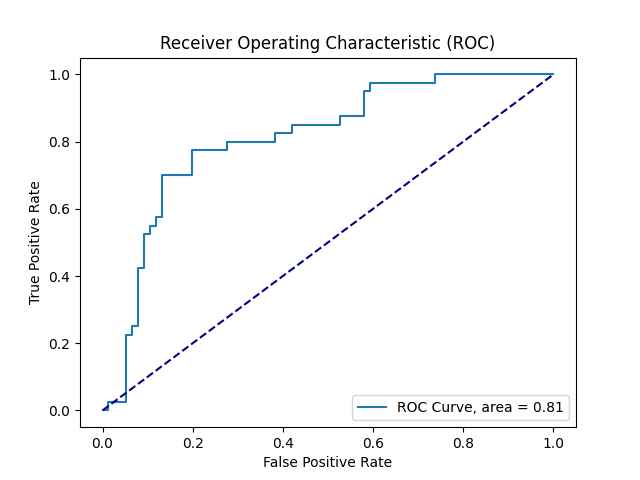 Receiver Operating Characteristic (ROC)
1.0
0.8
0.6
0.4
0.2
0.0
True Positive Rate
ROC Curve, area = 0.81
0.0 0.2 0.4 0.6 0.8 1.0
False Positive Rate